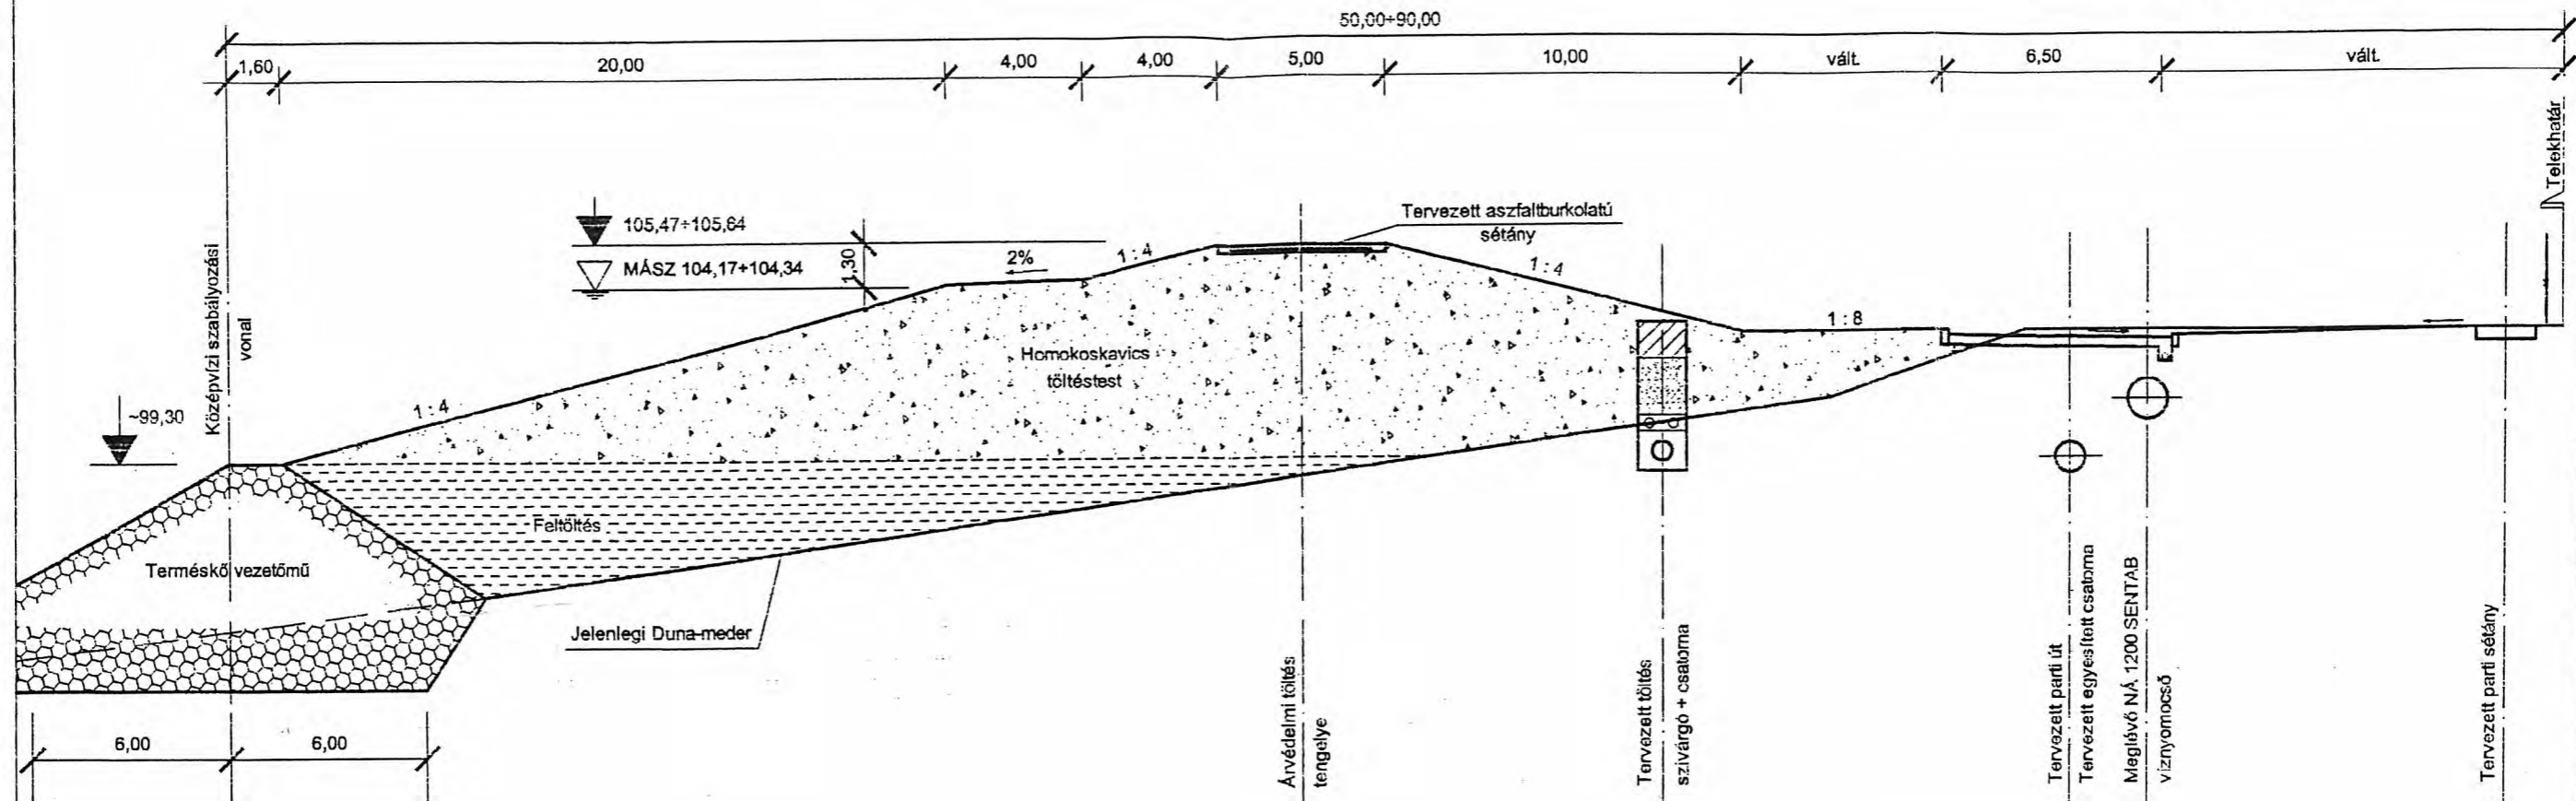 50,00÷90,00
1,60
20,00
4,00
4,00
5,00
10,00
vált.
6,50
vált.
Telekhatár
105,47÷105,64
MÁSZ 104,17÷104,34
1,30
2%
1:4
Tervezett aszfaltburkolatú
sétány
1:4
1:8
Középvízi szabályozási
vonal
~99,30
1:4
Homokoskavics
töltéstest
Feltöltés
Terméskő vezetőmű
Jelenlegi Duna-meder
6,00
6,00
Árvédelmi töltés
tengelye
Tervezett töltés
szivárgó + csatorna
Tervezett parti út
Tervezett egyesített csatorna
Meglévő NÁ 1200 SENTAB
víznyomócső
Tervezett parti sétány